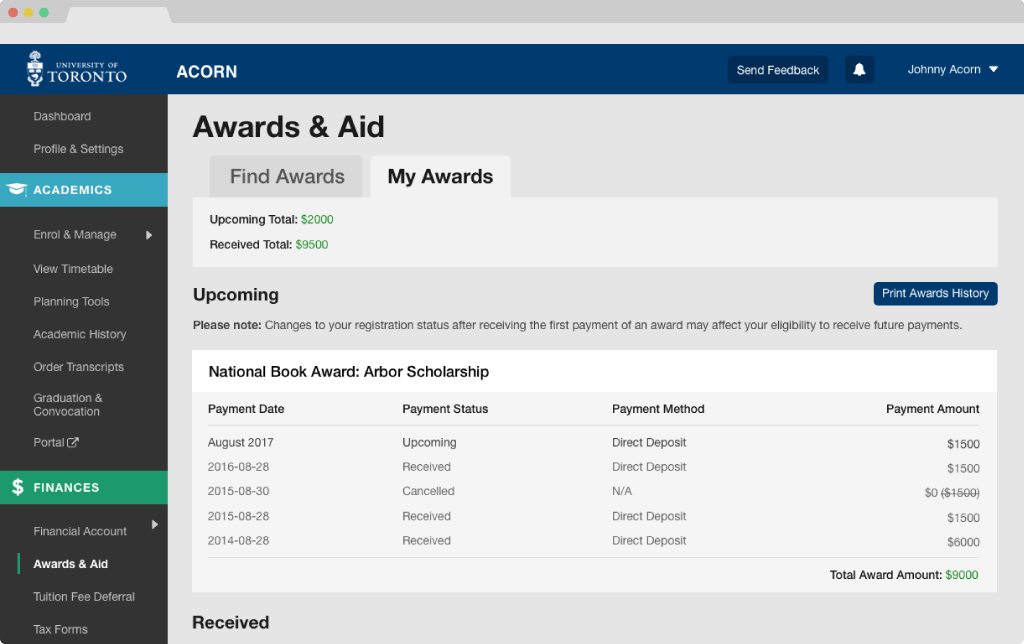 UNIVERSITY OF
TORONTO
ACORN
Send Feedback
Johnny Acorn
Dashboard
Profile & Settings
ACADEMICS
Enrol & Manage
View Timetable
Planning Tools
Academic History
Order Transcripts
Graduation &
Convocation
Portal
$ FINANCES
Financial Account
Awards & Aid
Tuition Fee Deferral
Tax Forms
Awards & Aid
Find Awards My Awards
Upcoming Total: $2000
Received Total: $9500
Upcoming
Print Awards History
Please note: Changes to your registration status after receiving the first payment of an award may affect your eligibility to receive future payments.
National Book Award: Arbor Scholarship
Payment Date Payment Status Payment Method Payment Amount
August 2017 Upcoming Direct Deposit $1500
2016-08-28 Received Direct Deposit $1500
2015-08-30 Cancelled N/A $0 ($1500)
2015-08-28 Received Direct Deposit $1500
2014-08-28 Received Direct Deposit $6000
Total Award Amount: $9000
Received